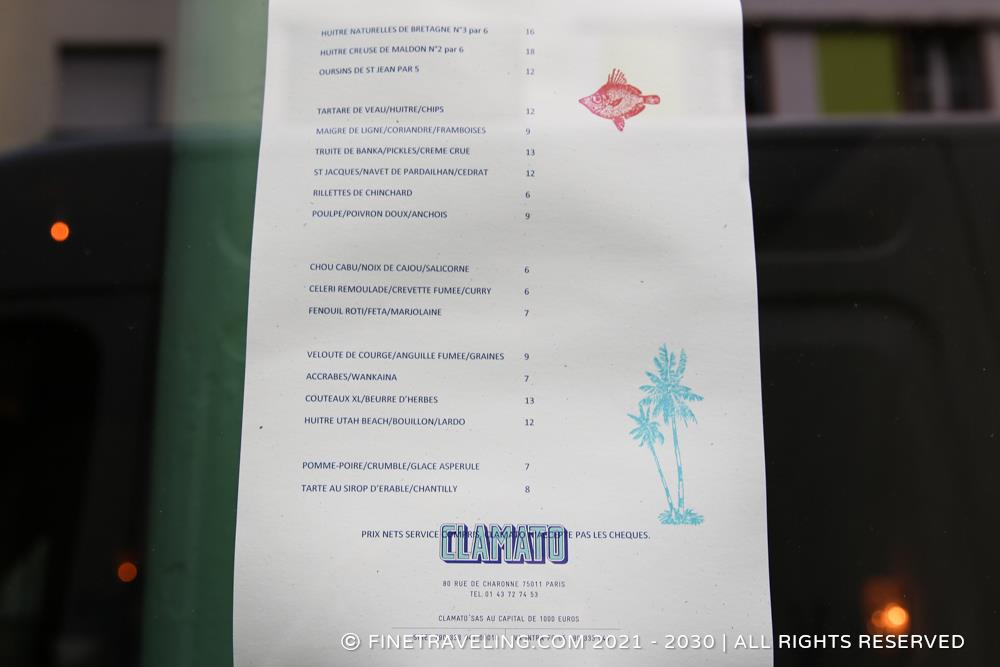 HUITRE NATURELLES DE BRETAGNE N°3 par 6 16
HUITRE CREUSE DE MALDON N°2 par 6 18
OURSINS DE ST JEAN PAR 5 12
TARTARE DE VEAU/HUITRE/CHIPS 12
MAIGRE DE LIGNE/CORIANDRE/FRAMBOISES 9
TRUITE DE BANKA/PICKLES/CREME CRUE 13
ST JACQUES/NAVET DE PARDAILHAN/CEDRAT 12
RILLETTES DE CHINCHARD 6
POULPE/POIVRON DOUX/ANCHOIS 9
CHOU CABU/NOIX DE CAJOU/SALICORNE 6
CELERI REMOULADE/CREVETTE FUMEE/CURRY 6
FENOUIL ROTI/FETA/MARJOLAINE 7
VELOUTE DE COURGE/ANGUILLE FUMEE/GRAINES 9
ACCRABES/WANKAINA 7
COUTEAUX XL/BEURRE D'HERBES 13
HUITRE UTAH BEACH/BOUILLON/LARDO 12
POMME-POIRE/CRUMBLE/GLACE ASPERULE 7
TARTE AU SIROP D'ERABLE/CHANTILLY 8
PRIX NETS SERVICE COMPRIS, CLAMATO N'ACCEPTE PAS LES CHEQUES.
CLAMATO
80 RUE DE CHARONNE 75011 PARIS
TEL. 01 43 72 74 53
CLAMATO'SAS AU CAPITAL DE 1000 EUROS
© FINETRAVELING.COM 2021 - 2030 | ALL RIGHTS RESERVED